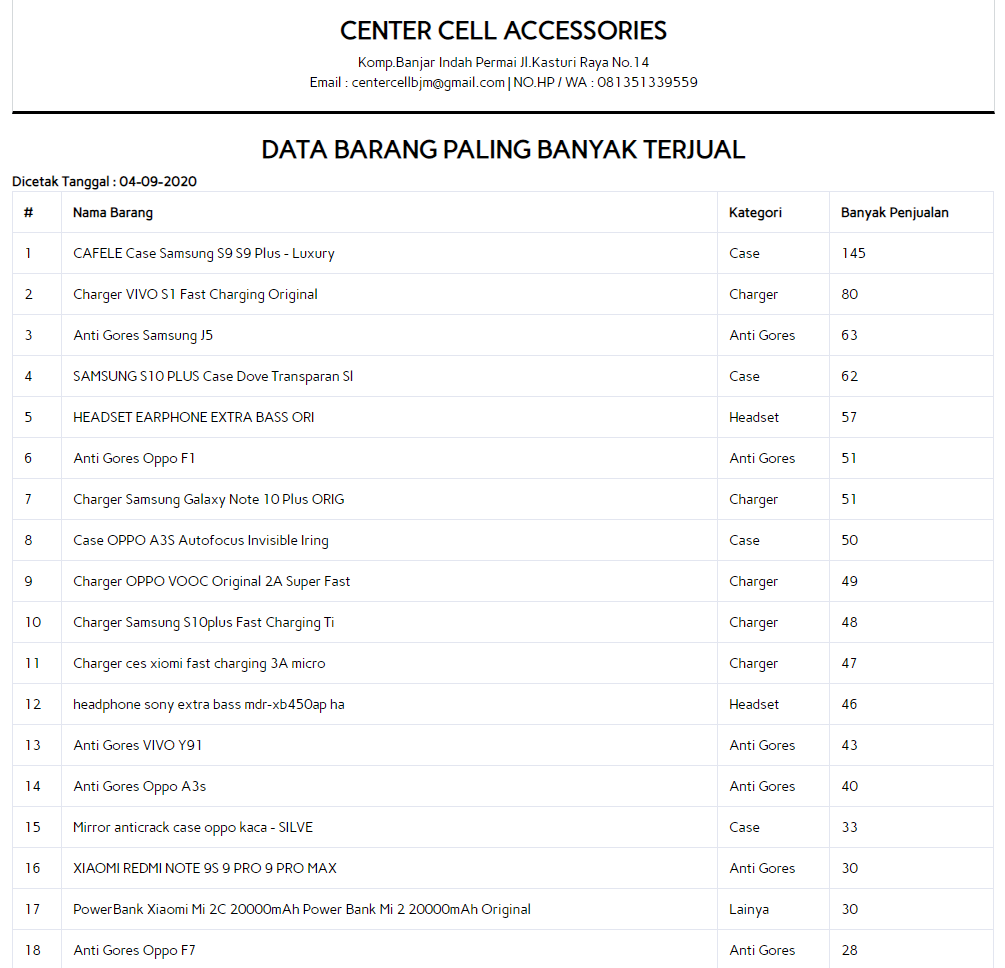 CENTER CELL ACCESSORIES
Komp.Banjar Indah Permai Jl.Kasturi Raya No.14
Email : centercellbjm@gmail.com | NO.HP / WA : 081351339559
DATA BARANG PALING BANYAK TERJUAL
Dicetak Tanggal : 04-09-2020
# Nama Barang Kategori Banyak Penjualan
1 CAFELE Case Samsung S9 S9 Plus - Luxury Case 145
2 Charger VIVO S1 Fast Charging Original Charger 80
3 Anti Gores Samsung J5 Anti Gores 63
4 SAMSUNG S10 PLUS Case Dove Transparan Sl Case 62
5 HEADSET EARPHONE EXTRA BASS ORI Headset 57
6 Anti Gores Oppo F1 Anti Gores 51
7 Charger Samsung Galaxy Note 10 Plus ORIG Charger 51
8 Case OPPO A3S Autofocus Invisible Iring Case 50
9 Charger OPPO VOOC Original 2A Super Fast Charger 49
10 Charger Samsung S10plus Fast Charging Ti Charger 48
11 Charger ces xiomi fast charging 3A micro Charger 47
12 headphone sony extra bass mdr-xb450ap ha Headset 46
13 Anti Gores VIVO Y91 Anti Gores 43
14 Anti Gores Oppo A3s Anti Gores 40
15 Mirror anticrack case oppo kaca - SILVE Case 33
16 XIAOMI REDMI NOTE 9S 9 PRO 9 PRO MAX Anti Gores 30
17 PowerBank Xiaomi Mi 2C 20000mAh Power Bank Mi 2 20000mAh Original Lainya 30
18 Anti Gores Oppo F7 Anti Gores 28